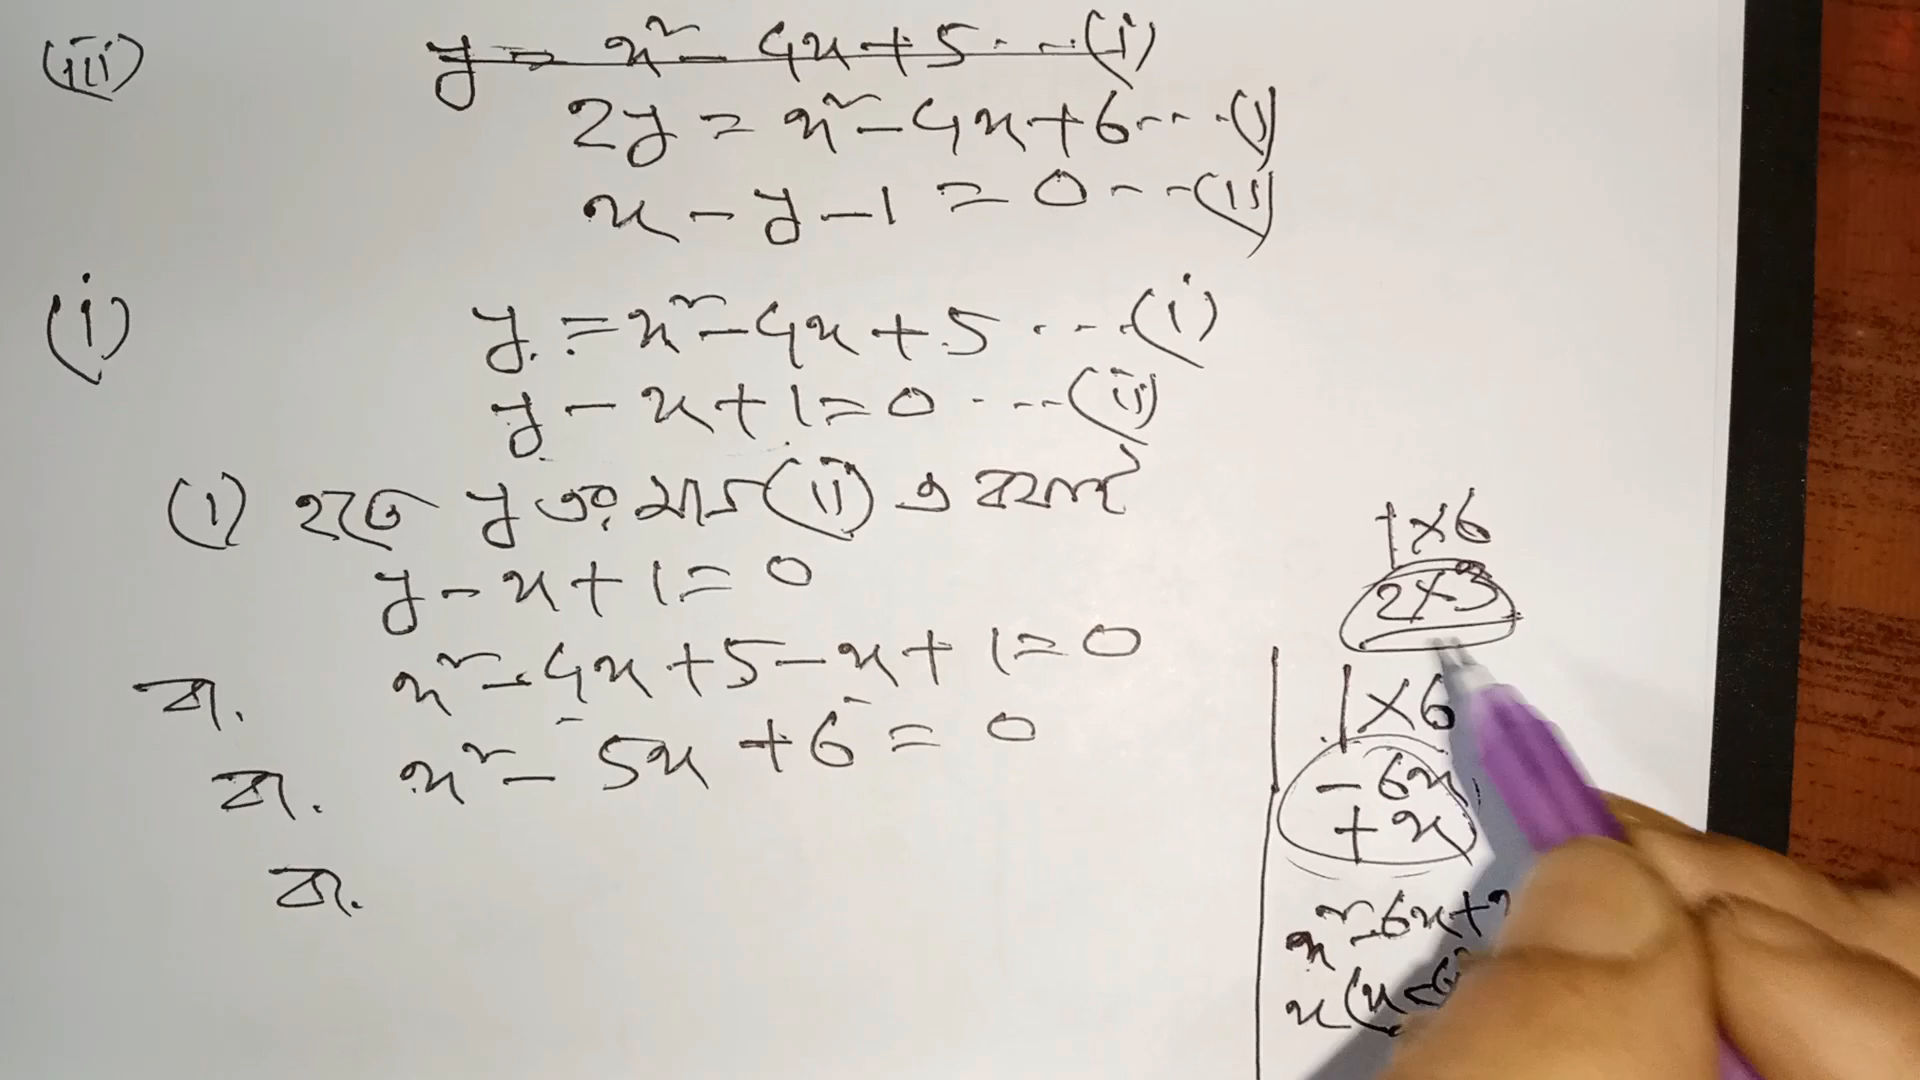 (iii) y = x² - 4x + 5 ... (i)
2y = x² - 4x + 6 ... (i)
x - y - 1 = 0 ... (ii)
(i) y = x² - 4x + 5 ... (i)
y - x + 1 = 0 ... (ii)
(i) হতে y এর মান (ii) এ বসাই
y - x + 1 = 0
বা. x² - 4x + 5 - x + 1 = 0
বা. x² - 5x + 6 = 0
বা.
1×6
2×3
1×6
- 6x
+ x
x² - 6x +
x (x -